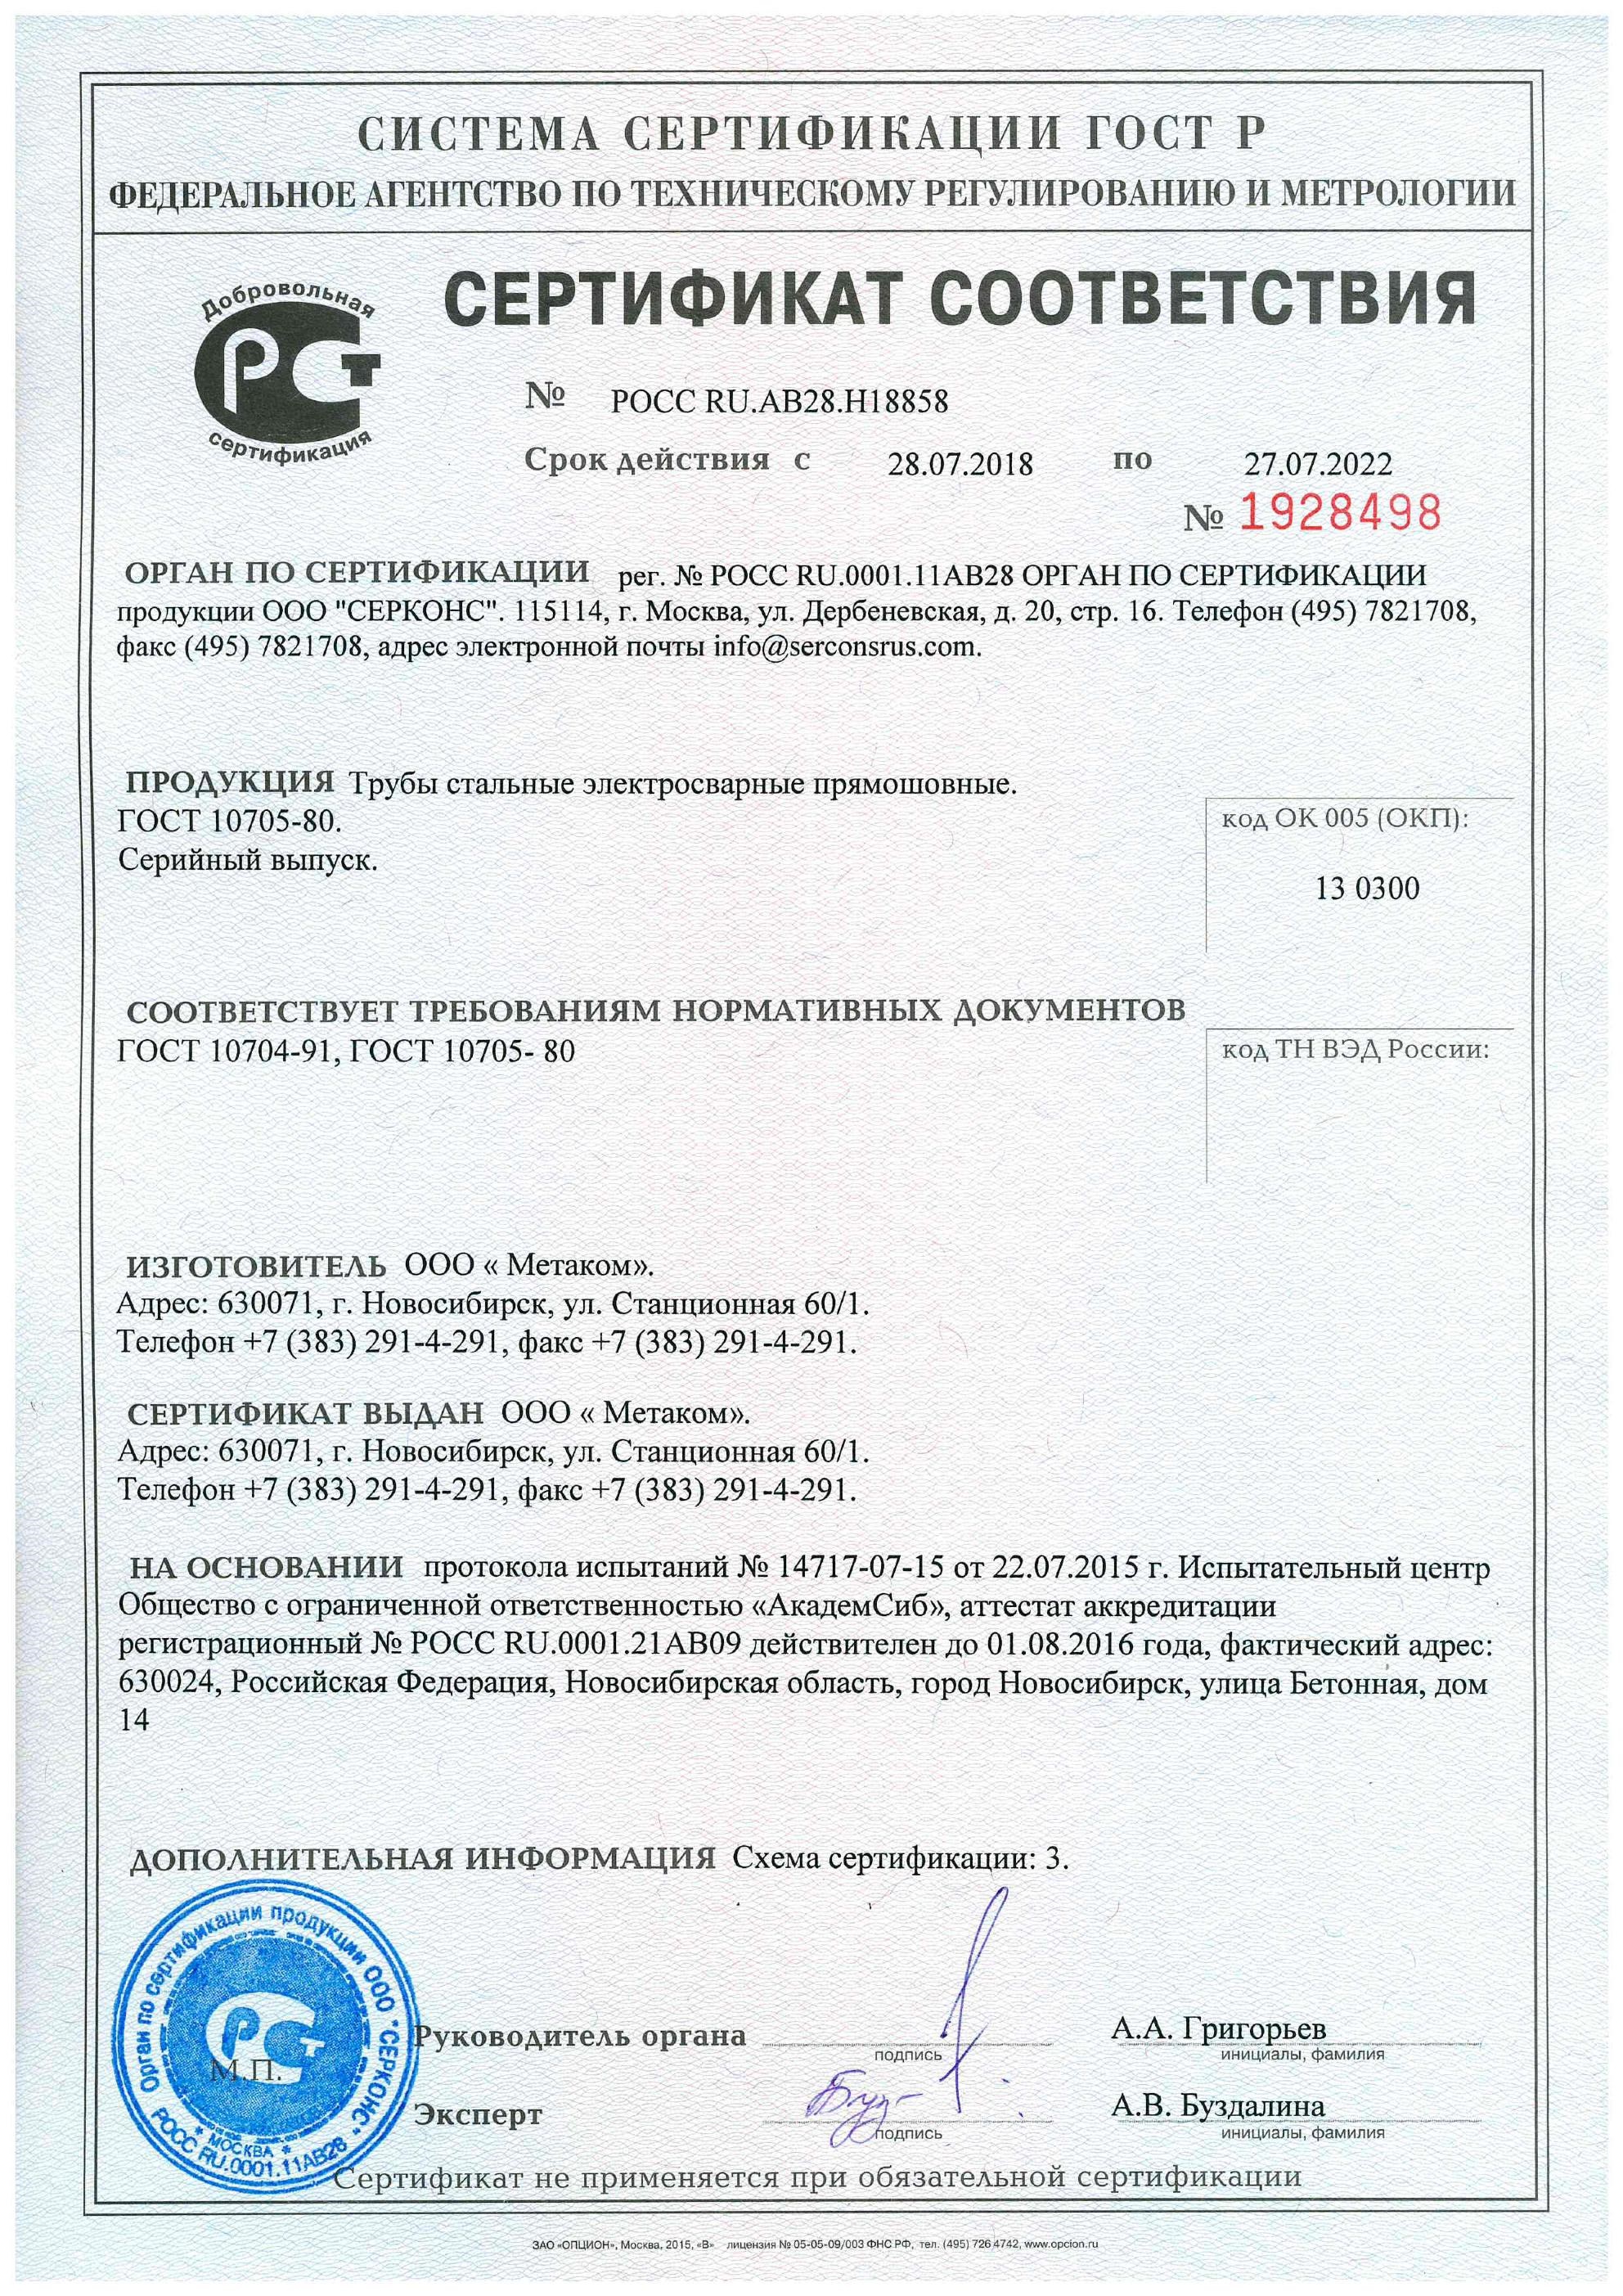 СИСТЕМА СЕРТИФИКАЦИИ ГОСТ Р
ФЕДЕРАЛЬНОЕ АГЕНТСТВО ПО ТЕХНИЧЕСКОМУ РЕГУЛИРОВАНИЮ И МЕТРОЛОГИИ
Добровольная
РСТ
сертификация
СЕРТИФИКАТ СООТВЕТСТВИЯ
№ РОСС RU.АВ28.Н18858
Срок действия с 28.07.2018 по 27.07.2022
№ 1928498
ОРГАН ПО СЕРТИФИКАЦИИ рег. № РОСС RU.0001.11АВ28 ОРГАН ПО СЕРТИФИКАЦИИ
продукции ООО "СЕРКОНС". 115114, г. Москва, ул. Дербеневская, д. 20, стр. 16. Телефон (495) 7821708,
факс (495) 7821708, адрес электронной почты info@serconsrus.com.
ПРОДУКЦИЯ Трубы стальные электросварные прямошовные.
ГОСТ 10705-80.
Серийный выпуск.
код ОК 005 (ОКП):
13 0300
СООТВЕТСТВУЕТ ТРЕБОВАНИЯМ НОРМАТИВНЫХ ДОКУМЕНТОВ
ГОСТ 10704-91, ГОСТ 10705- 80
код ТН ВЭД России:
ИЗГОТОВИТЕЛЬ ООО « Метаком».
Адрес: 630071, г. Новосибирск, ул. Станционная 60/1.
Телефон +7 (383) 291-4-291, факс +7 (383) 291-4-291.
СЕРТИФИКАТ ВЫДАН ООО « Метаком».
Адрес: 630071, г. Новосибирск, ул. Станционная 60/1.
Телефон +7 (383) 291-4-291, факс +7 (383) 291-4-291.
НА ОСНОВАНИИ протокола испытаний № 14717-07-15 от 22.07.2015 г. Испытательный центр
Общество с ограниченной ответственностью «АкадемСиб», аттестат аккредитации
регистрационный № РОСС RU.0001.21АВ09 действителен до 01.08.2016 года, фактический адрес:
630024, Российская Федерация, Новосибирская область, город Новосибирск, улица Бетонная, дом
14
ДОПОЛНИТЕЛЬНАЯ ИНФОРМАЦИЯ Схема сертификации: 3.
Орган по сертификации продукции ООО "СЕРКОНС"
РСТ
М.П.
* МОСКВА *
РОСС RU.0001.11АВ28
Руководитель органа
подпись
А.А. Григорьев
инициалы, фамилия
Эксперт
подпись
А.В. Буздалина
инициалы, фамилия
Сертификат не применяется при обязательной сертификации
ЗАО «ОПЦИОН», Москва, 2015, «В» лицензия № 05-05-09/003 ФНС РФ, тел. (495) 726 4742, www.opcion.ru